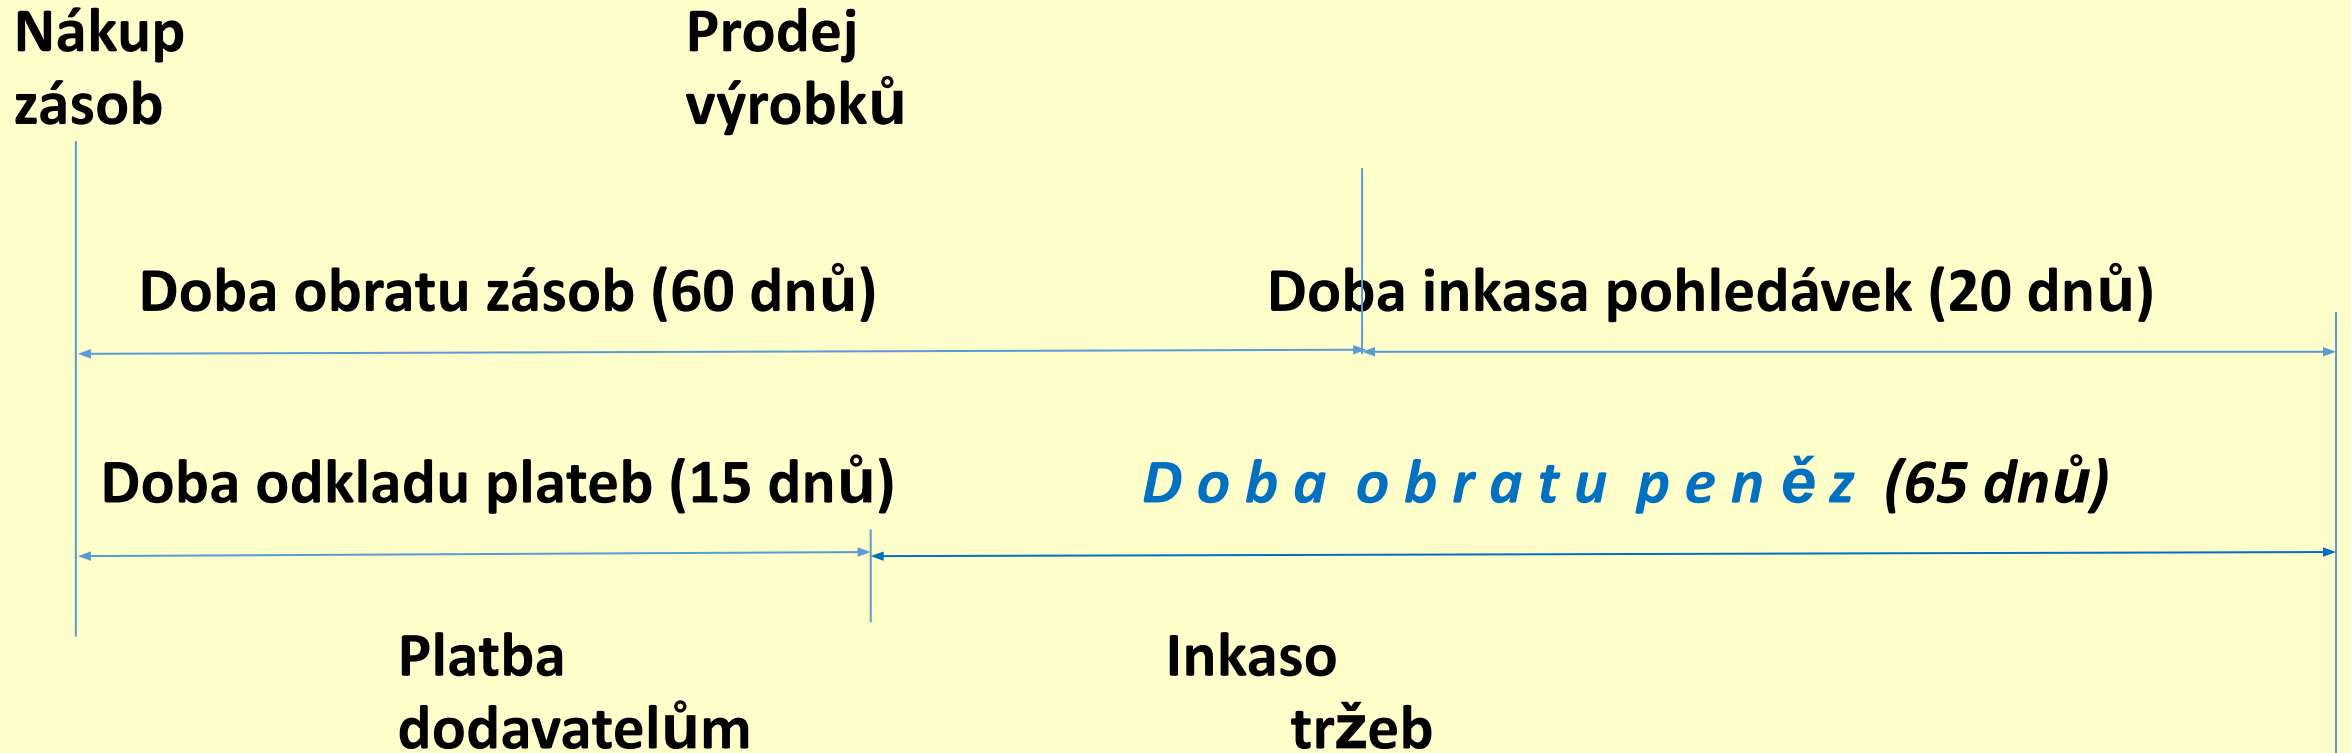 Nákup
zásob
Prodej
výrobků
Doba obratu zásob (60 dnů)
Doba inkasa pohledávek (20 dnů)
Doba odkladu plateb (15 dnů)
D o b a o b r a t u p e n ě z (65 dnů)
Platba
dodavatelům
Inkaso
tržeb